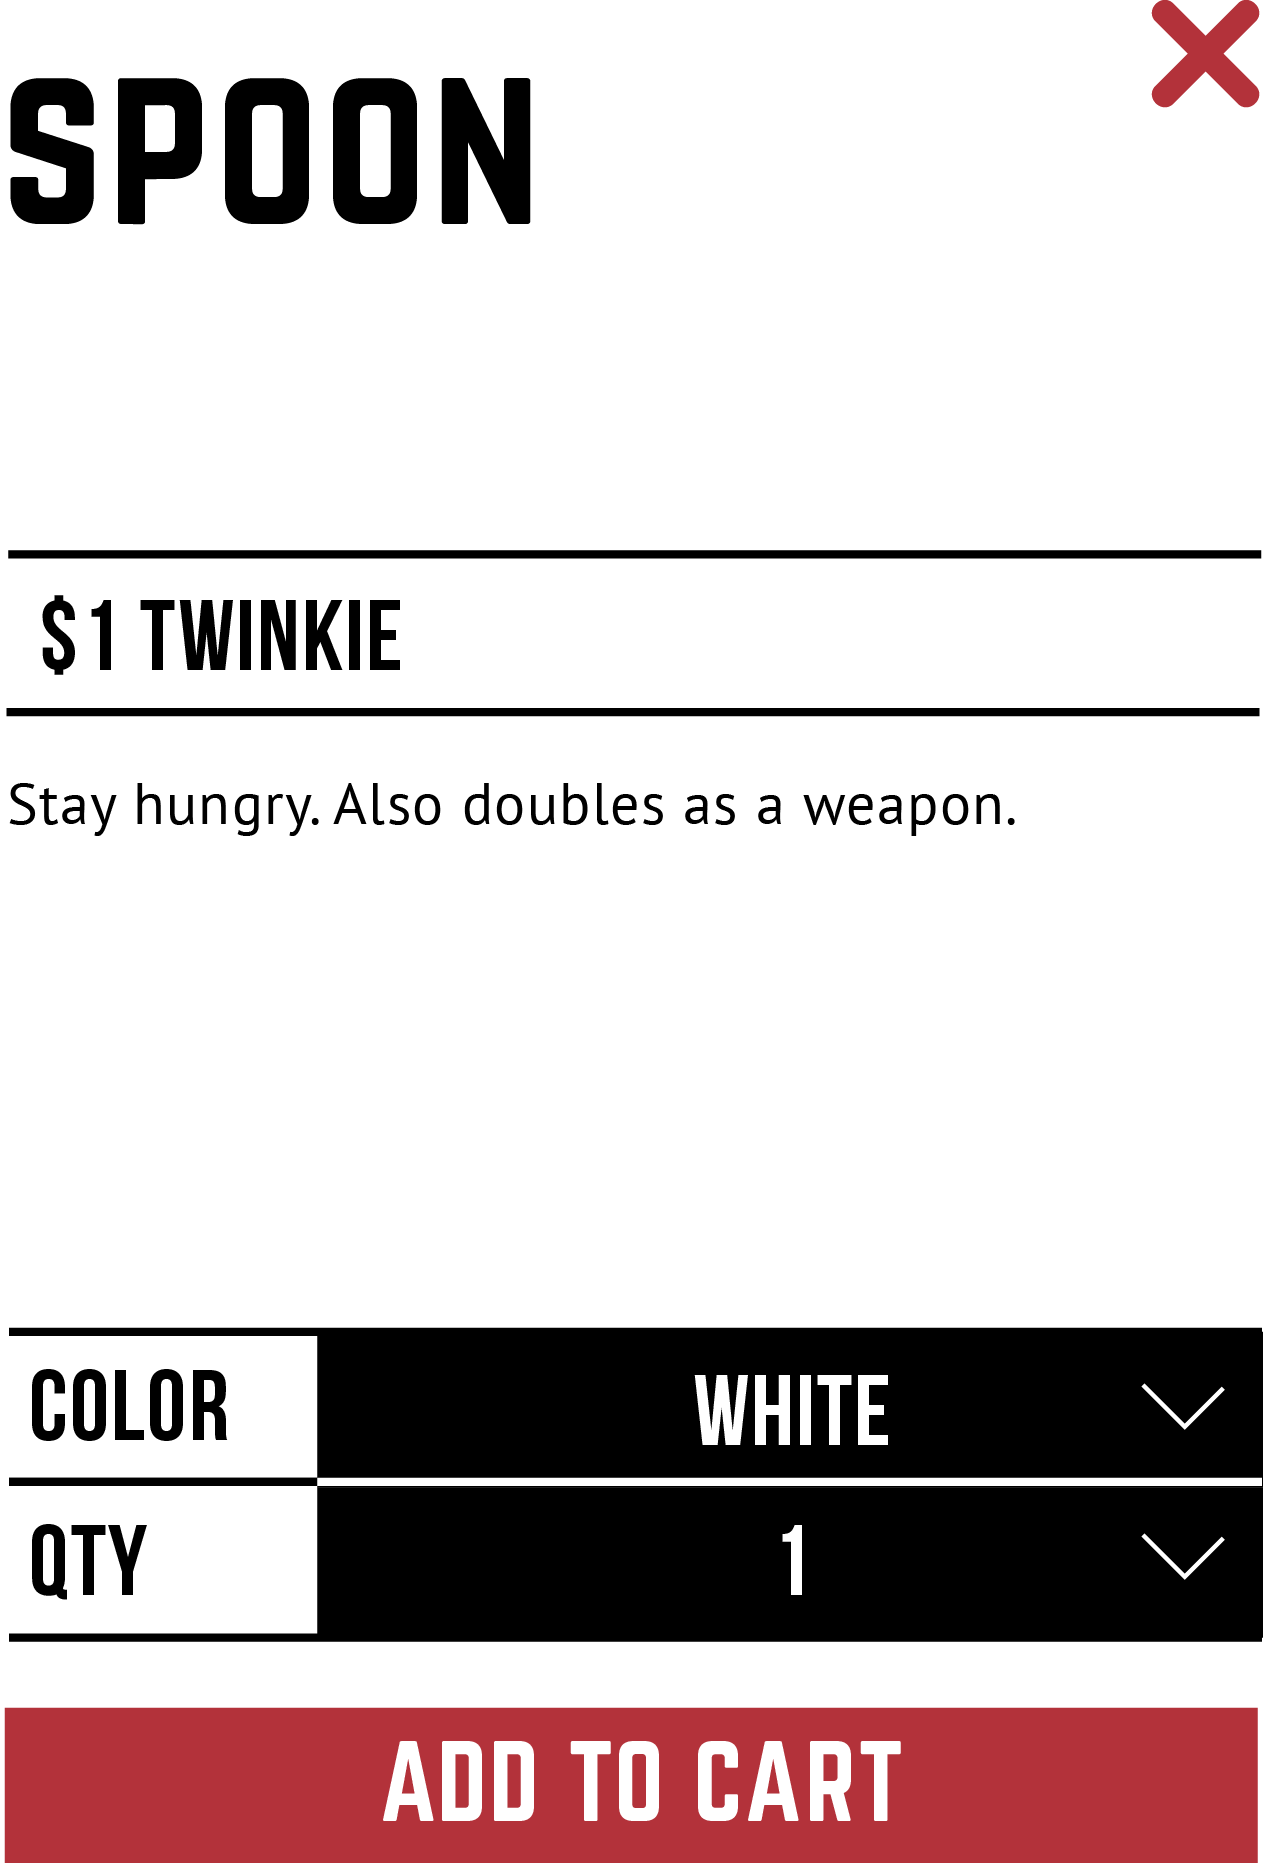 SPOON
$1 TWINKIE
Stay hungry. Also doubles as a weapon.
COLOR WHITE
QTY 1
ADD TO CART